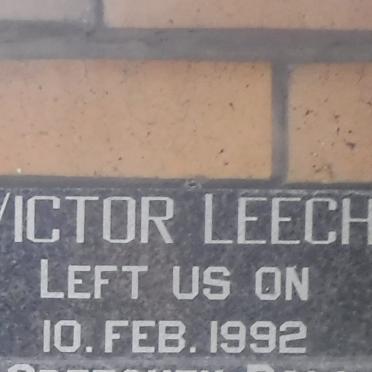 VICTOR LEECH
LEFT US ON
10. FEB. 1992